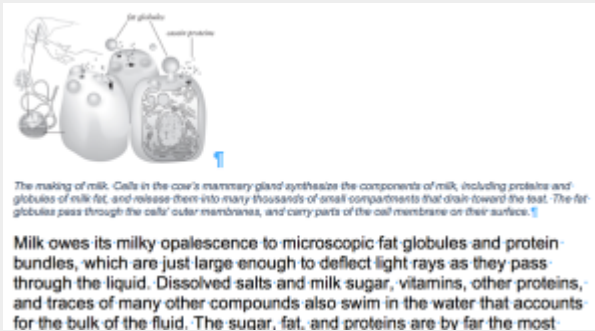 fat globules
casein proteins
The making of milk. Cells in the cow's mammary gland synthesize the components of milk, including proteins and
globules of milk fat, and release them into many thousands of small compartments that drain toward the teat. The fat
globules pass through the cells' outer membranes, and carry parts of the cell membrane on their surface.¶
Milk owes its milky opalescence to microscopic fat globules and protein
bundles, which are just large enough to deflect light rays as they pass
through the liquid. Dissolved salts and milk sugar, vitamins, other proteins,
and traces of many other compounds also swim in the water that accounts
for the bulk of the fluid. The sugar, fat, and proteins are by far the most